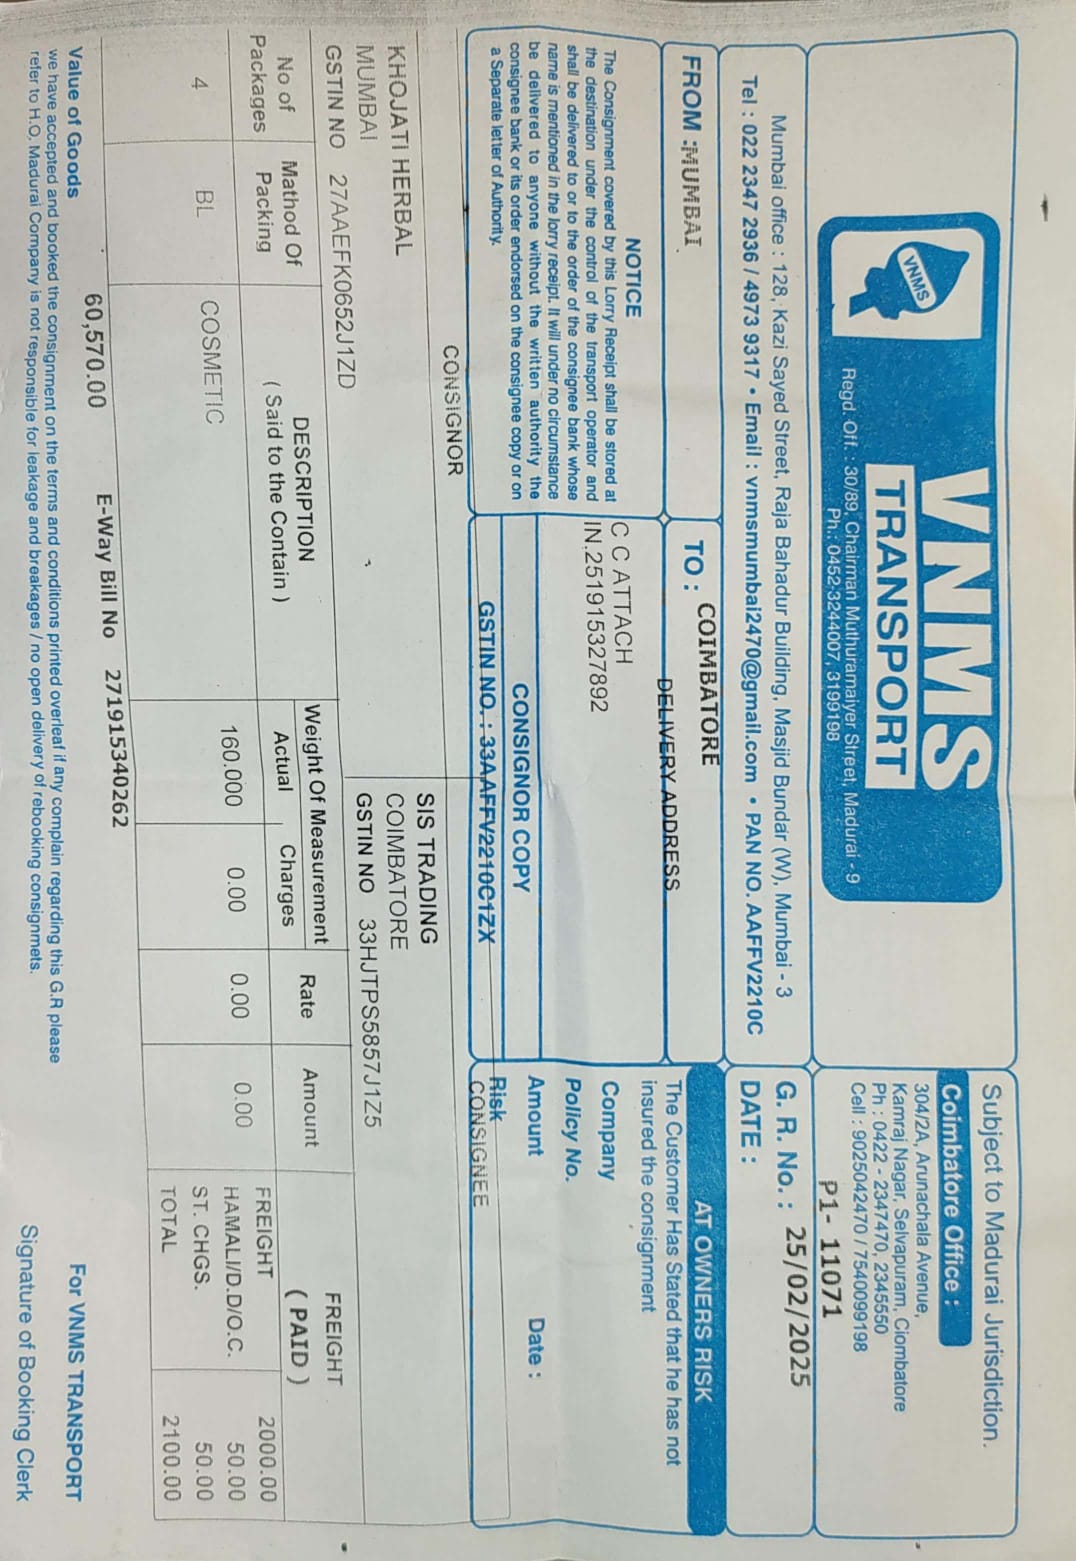 Subject to Madurai Jurisdiction.
VNMS
VNMS
TRANSPORT
Regd. Off. : 30/89, Chairman Muthuramaiyer Street, Madurai - 9
Ph.: 0452-3244007, 3199198
Coimbatore Office :
304/2A, Arunachala Avenue,
Kamraj Nagar, Selvapuram, Ciombatore
Ph : 0422 - 2347470, 2345550
Cell : 9025042470 / 7540099198
Mumbai office : 128, Kazi Sayed Street, Raja Bahadur Building, Masjid Bundar (W), Mumbai - 3
Tel : 022 2347 2936 / 4973 9317 • Email : vnmsmumbai2470@gmail.com • PAN NO. AAFFV2210C
P1- 11071
G. R. No. : 25/02/2025
DATE :
FROM :MUMBAI
TO : COIMBATORE
AT OWNERS RISK
The Customer Has Stated that he has not
insured the consignment
Company
Policy No.
Amount Date :
Risk
NOTICE
The Consignment covered by this Lorry Receipt shall be stored at
the destination under the control of the transport operator and
shall be delivered to or to the order of the consignee bank whose
name is mentioned in the lorry receipt. It will under no circumstance
be delivered to anyone without the written authority the
consignee bank or its order endorsed on the consignee copy or on
a Separate letter of Authority.
DELIVERY ADDRESS
C C ATTACH
IN.251915327892
CONSIGNOR COPY
GSTIN NO. : 33AAFFV2210C1ZX
CONSIGNOR
CONSIGNEE
KHOJATI HERBAL
MUMBAI
GSTIN NO 27AAEFK0652J1ZD
SIS TRADING
COIMBATORE
GSTIN NO 33HJTPS5857J1Z5
No of Packages
Mathod Of Packing
DESCRIPTION
( Said to the Contain )
Weight Of Measurement
Actual
Charges
Rate
Amount
FREIGHT
( PAID )
4 BL COSMETIC 160.000 0.00 0.00 0.00
FREIGHT 2000.00
HAMALI/D.D/O.C. 50.00
ST. CHGS. 50.00
TOTAL 2100.00
Value of Goods 60,570.00 E-Way Bill No 271915340262
we have accepted and booked the consignment on the terms and conditions printed overleaf if any complain regarding this G.R please
refer to H.O. Madurai Company is not responsible for leakage and breakages / no open delivery of rebooking consignmets.
For VNMS TRANSPORT
Signature of Booking Clerk